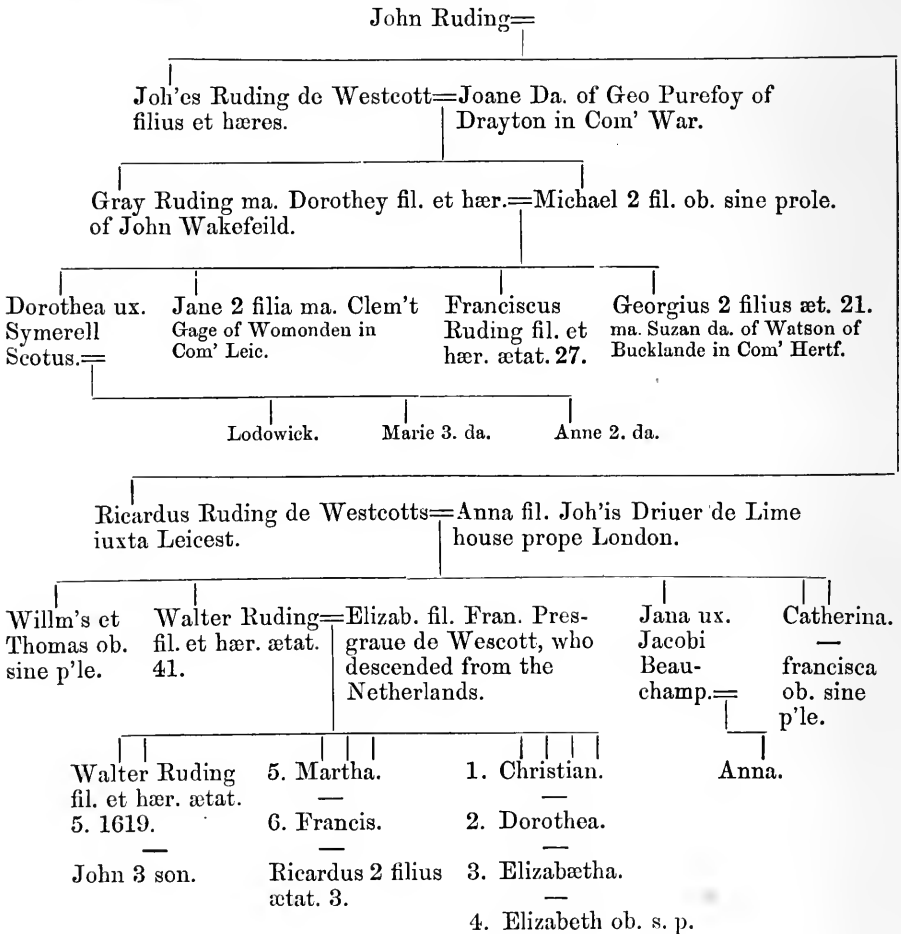 John Ruding=
Joh'es Ruding de Westcott=Joane Da. of Geo Purefoy of
filius et hæres.
Drayton in Com' War.
Gray Ruding ma. Dorothey fil. et hær.=Michael 2 fil. ob. sine prole.
of John Wakefeild.
Dorothea ux.
Symerell
Scotus.=
Jane 2 filia ma. Clem't
Gage of Womonden in
Com' Leic.
Franciscus
Ruding fil. et
hær. ætat. 27.
Georgius 2 filius æt. 21.
ma. Suzan da. of Watson of
Bucklande in Com' Hertf.
Lodowick.
Marie 3. da.
Anne 2. da.
Ricardus Ruding de Westcotts=Anna fil. Joh'is Driuer de Lime
iuxta Leicest.
house prope London.
Willm's et
Thomas ob.
sine p'le.
Walter Ruding=Elizab. fil. Fran. Pres-
fil. et hær. ætat.
41.
graue de Wescott, who
descended from the
Netherlands.
Jana ux.
Jacobi
Beau-
champ.=
Catherina.
—
francisca
ob. sine
p'le.
Walter Ruding
fil. et hær. ætat.
5. 1619.
—
John 3 son.
5. Martha.
—
6. Francis.
—
Ricardus 2 filius
ætat. 3.
1. Christian.
—
2. Dorothea.
—
3. Elizabætha.
—
4. Elizabeth ob. s. p.
Anna.